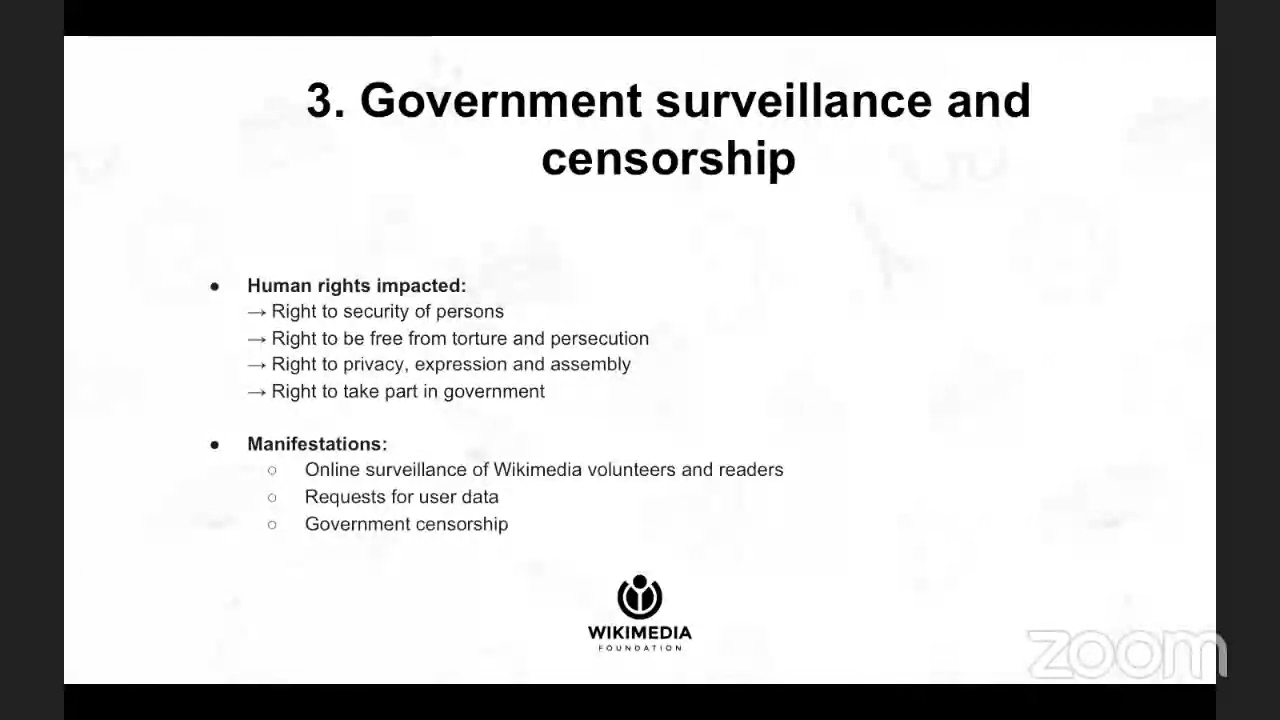 3. Government surveillance and
censorship
● Human rights impacted:
→ Right to security of persons
→ Right to be free from torture and persecution
→ Right to privacy, expression and assembly
→ Right to take part in government
● Manifestations:
○ Online surveillance of Wikimedia volunteers and readers
○ Requests for user data
○ Government censorship
WIKIMEDIA
FOUNDATION
zoom